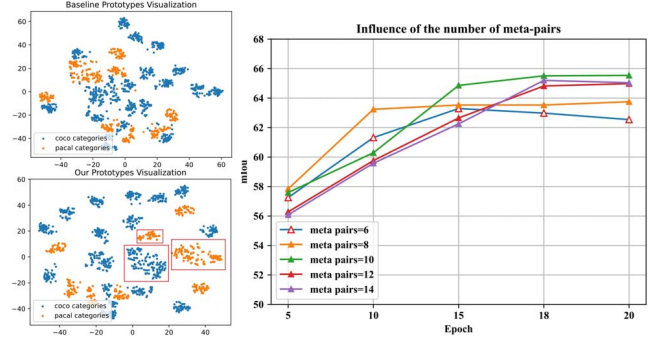 Baseline Prototypes Visualization
60
40
20
0
−20
−40
coco categories
pacal categories
−40 −20 0 20 40 60
Our Prototypes Visualization
60
40
20
0
−20
−40
coco categories
pacal categories
−40 −20 0 20 40 60
Influence of the number of meta-pairs
mIou
68
66
64
62
60
58
56
54
52
50
meta pairs=6
meta pairs=8
meta pairs=10
meta pairs=12
meta pairs=14
5 10 15 18 20
Epoch